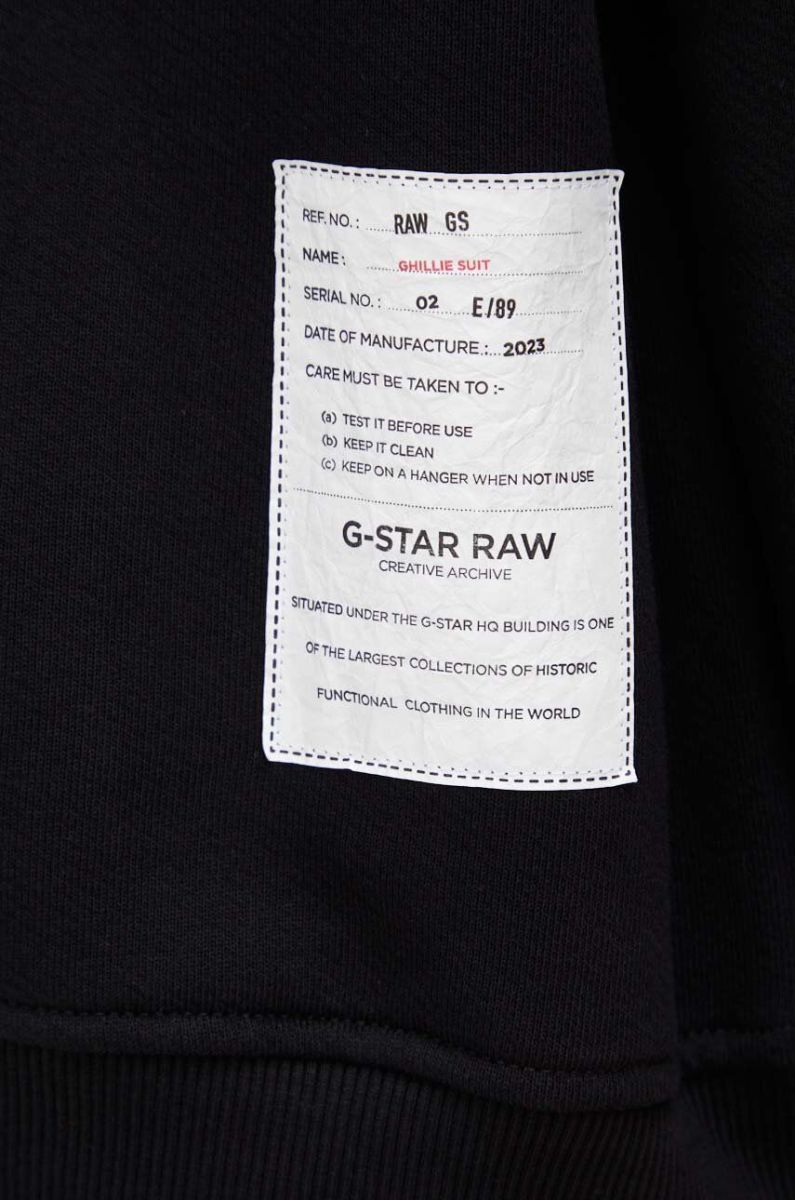 REF. NO. : RAW GS
NAME : GHILLIE SUIT
SERIAL NO. : 02 E/89
DATE OF MANUFACTURE : 2023
CARE MUST BE TAKEN TO :-
(a) TEST IT BEFORE USE
(b) KEEP IT CLEAN
(c) KEEP ON A HANGER WHEN NOT IN USE
G-STAR RAW
CREATIVE ARCHIVE
SITUATED UNDER THE G-STAR HQ BUILDING IS ONE
OF THE LARGEST COLLECTIONS OF HISTORIC
FUNCTIONAL CLOTHING IN THE WORLD